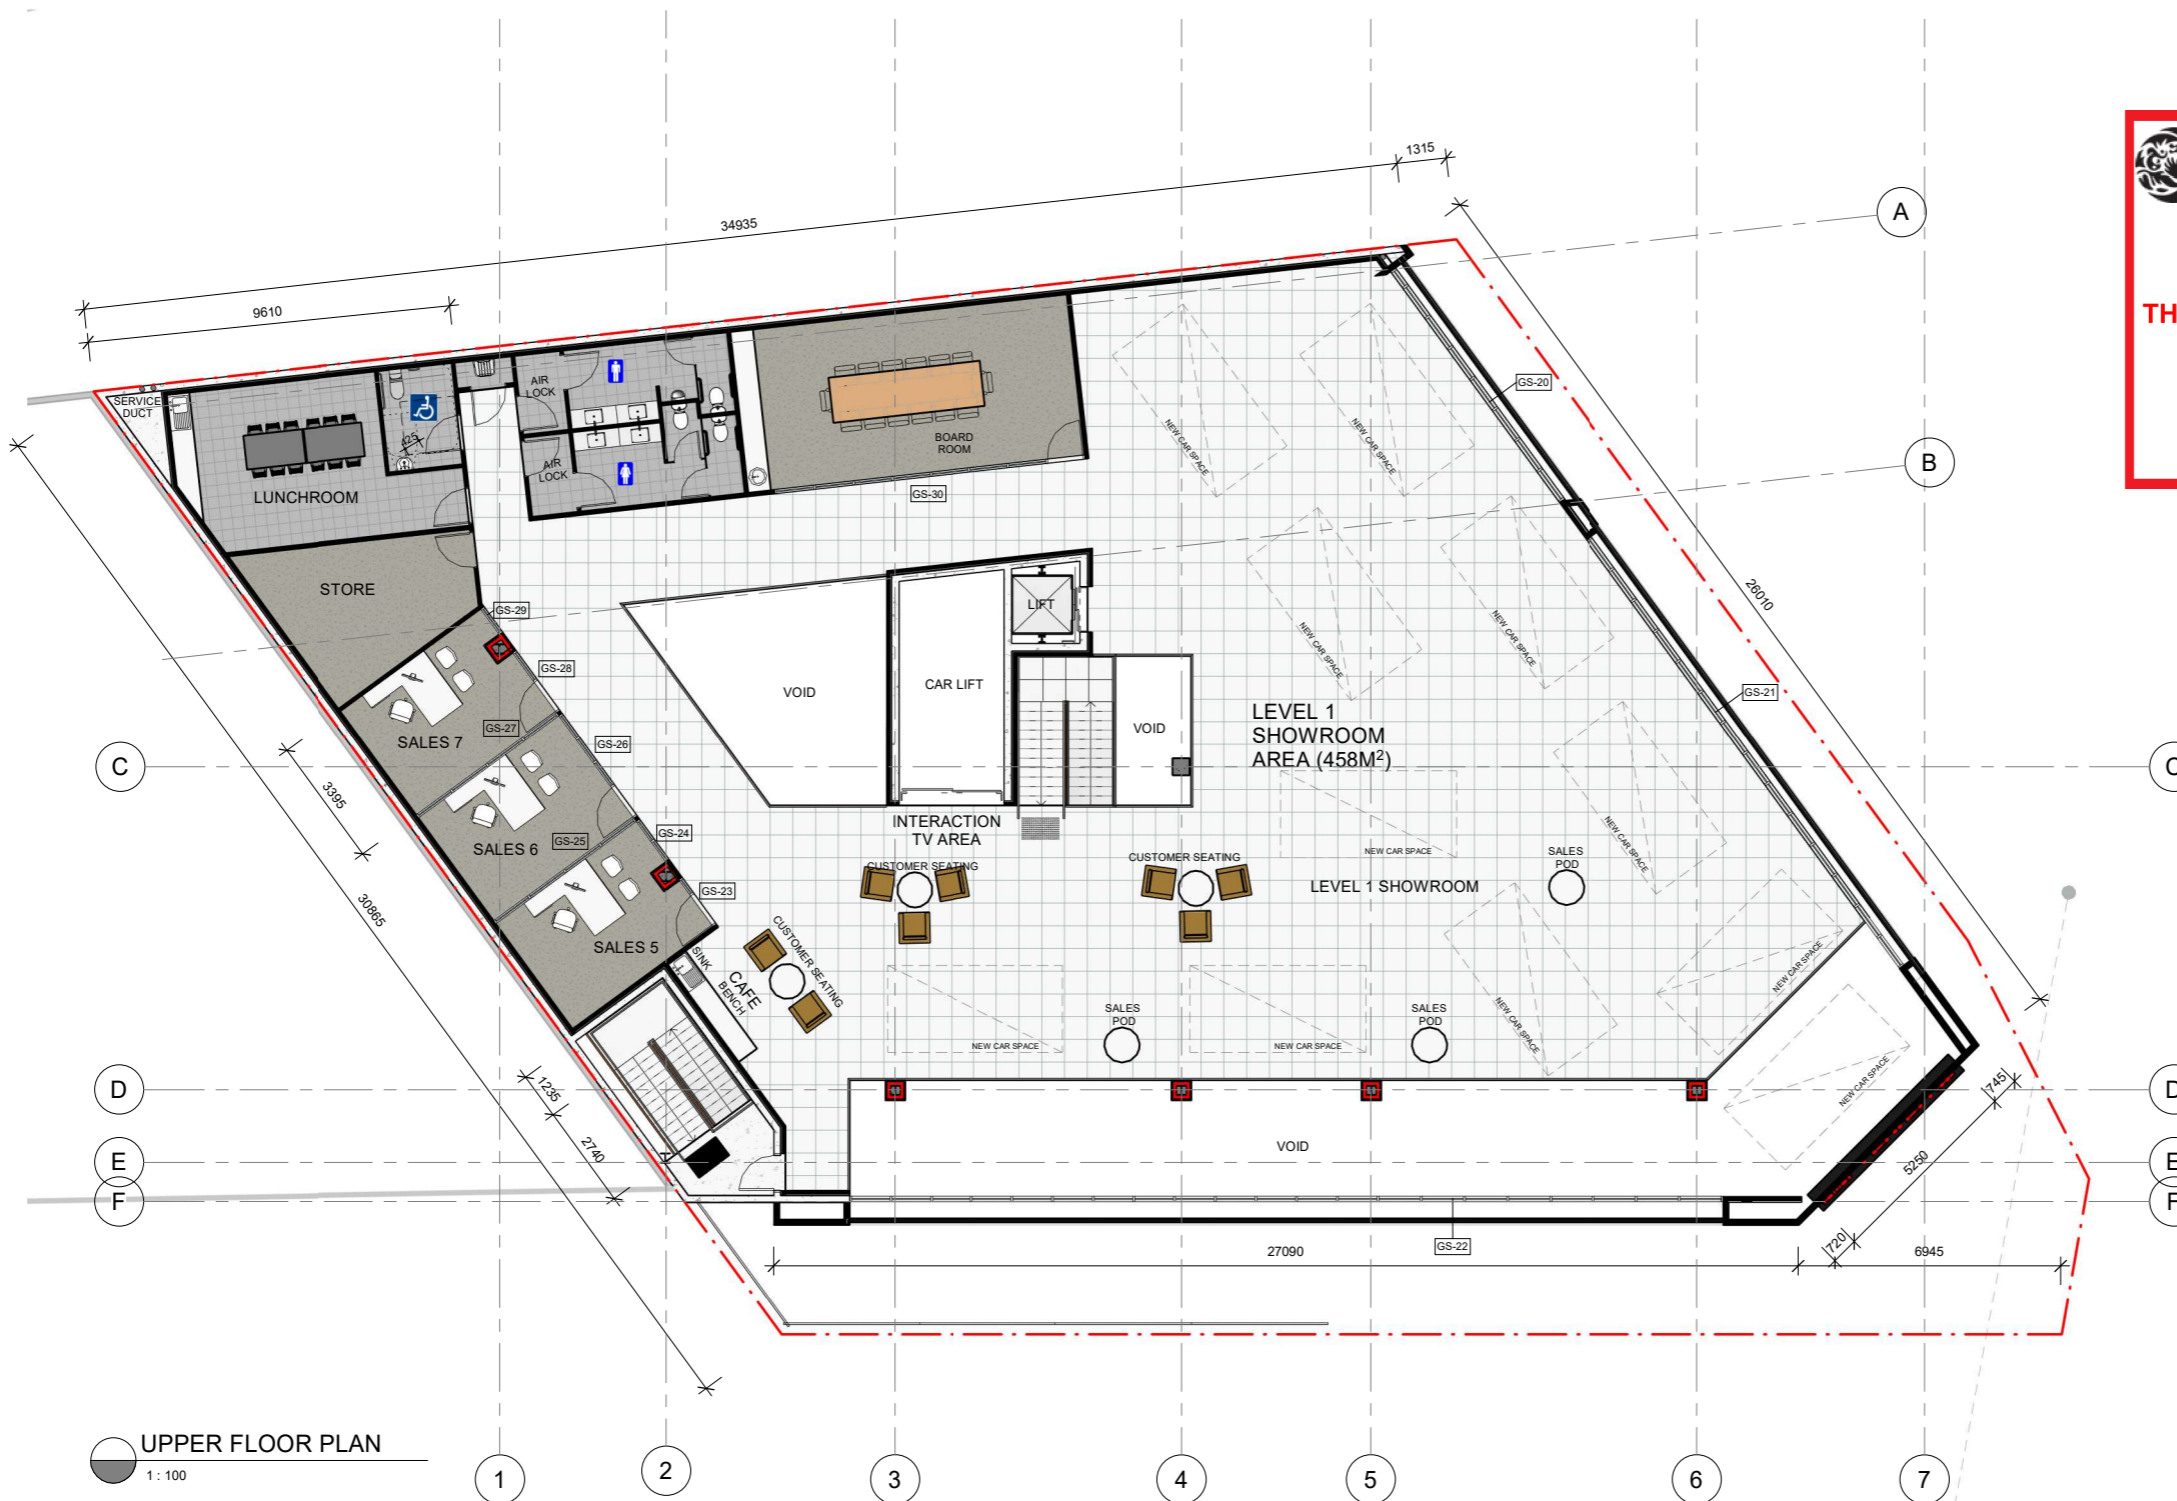 1315
A
34935
9610
TH
SERVICE
DUCT
AIR
LOCK
GS-20
425
BOARD
ROOM
NEW CAR SPACE
NEW CAR SPACE
B
AIR
LOCK
LUNCHROOM
GS-30
STORE
LIFT
26010
GS-29
NEW CAR SPACE
NEW CAR SPACE
GS-28
CAR LIFT
VOID
GS-21
GS-27
VOID
LEVEL 1
SHOWROOM
AREA (458M²)
SALES 7
GS-26
C
C
3395
INTERACTION
TV AREA
GS-24
GS-25
SALES 6
NEW CAR SPACE
NEW CAR SPACE
SALES
POD
CUSTOMER SEATING
CUSTOMER SEATING
LEVEL 1 SHOWROOM
GS-23
30865
SALES 5
SINK
CAFE
BENCH
CUSTOMER SEATING
NEW CAR SPACE
SALES
POD
SALES
POD
NEW CAR SPACE
NEW CAR SPACE
NEW CAR SPACE
NEW CAR SPACE
D
D
1235
745
2740
VOID
E
E
5250
F
F
27090
GS-22
720
6945
UPPER FLOOR PLAN
1 : 100
1
2
3
4
5
6
7